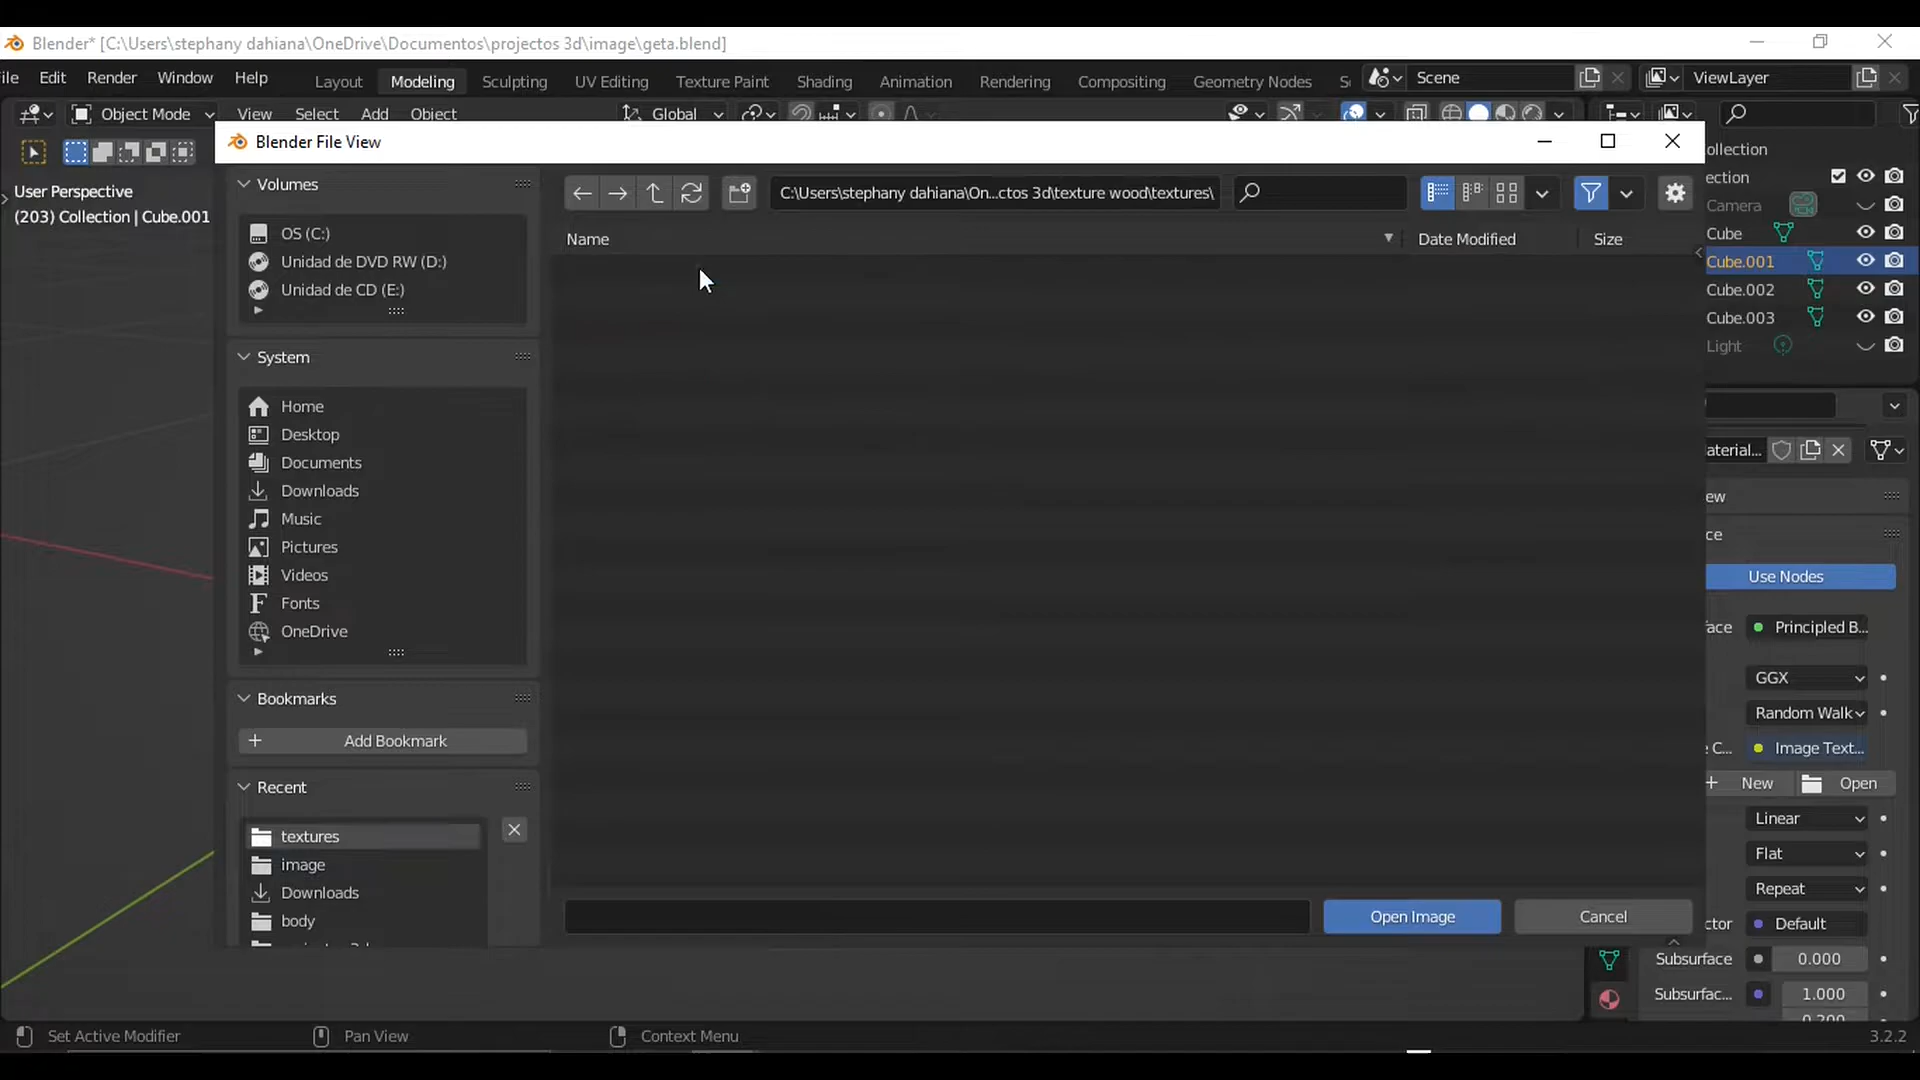 Blender* [C:\Users\stephany dahiana\OneDrive\Documentos\projectos 3d\image\geta.blend]
ile Edit Render Window Help Layout Modeling Sculpting UV Editing Texture Paint Shading Animation Rendering Compositing Geometry Nodes Sc Scene ViewLayer
Object Mode View Select Add Object Global
Blender File View
User Perspective
(203) Collection | Cube.001
Volumes
OS (C:)
Unidad de DVD RW (D:)
Unidad de CD (E:)
System
Home
Desktop
Documents
Downloads
Music
Pictures
Videos
Fonts
OneDrive
Bookmarks
Add Bookmark
Recent
textures
image
Downloads
body
C:\Users\stephany dahiana\On...ctos 3d\texture wood\textures\
Name Date Modified Size
Open Image Cancel
ollection
ection
Camera
Cube
Cube.001
Cube.002
Cube.003
Light
aterial...
ew
ce
Use Nodes
face Principled B...
GGX
Random Walk
e C... Image Text...
New Open
Linear
Flat
Repeat
ctor Default
Subsurface 0.000
Subsurfac... 1.000
0.200
Set Active Modifier Pan View Context Menu 3.2.2